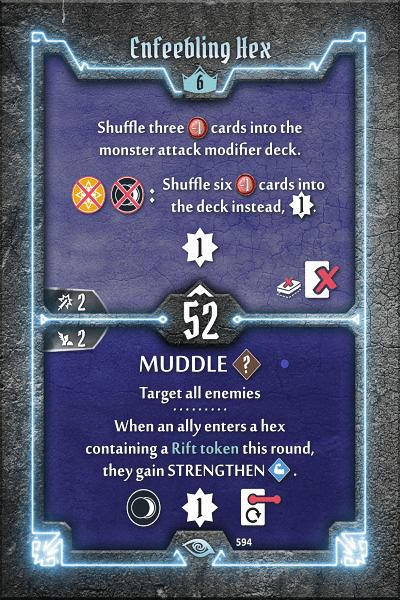 Enfeebling Hex
6
Shuffle three -1 cards into the
monster attack modifier deck.
: Shuffle six -1 cards into
the deck instead, 1.
1
2
52
2
MUDDLE ?
Target all enemies
When an ally enters a hex
containing a Rift token this round,
they gain STRENGTHEN .
1
594